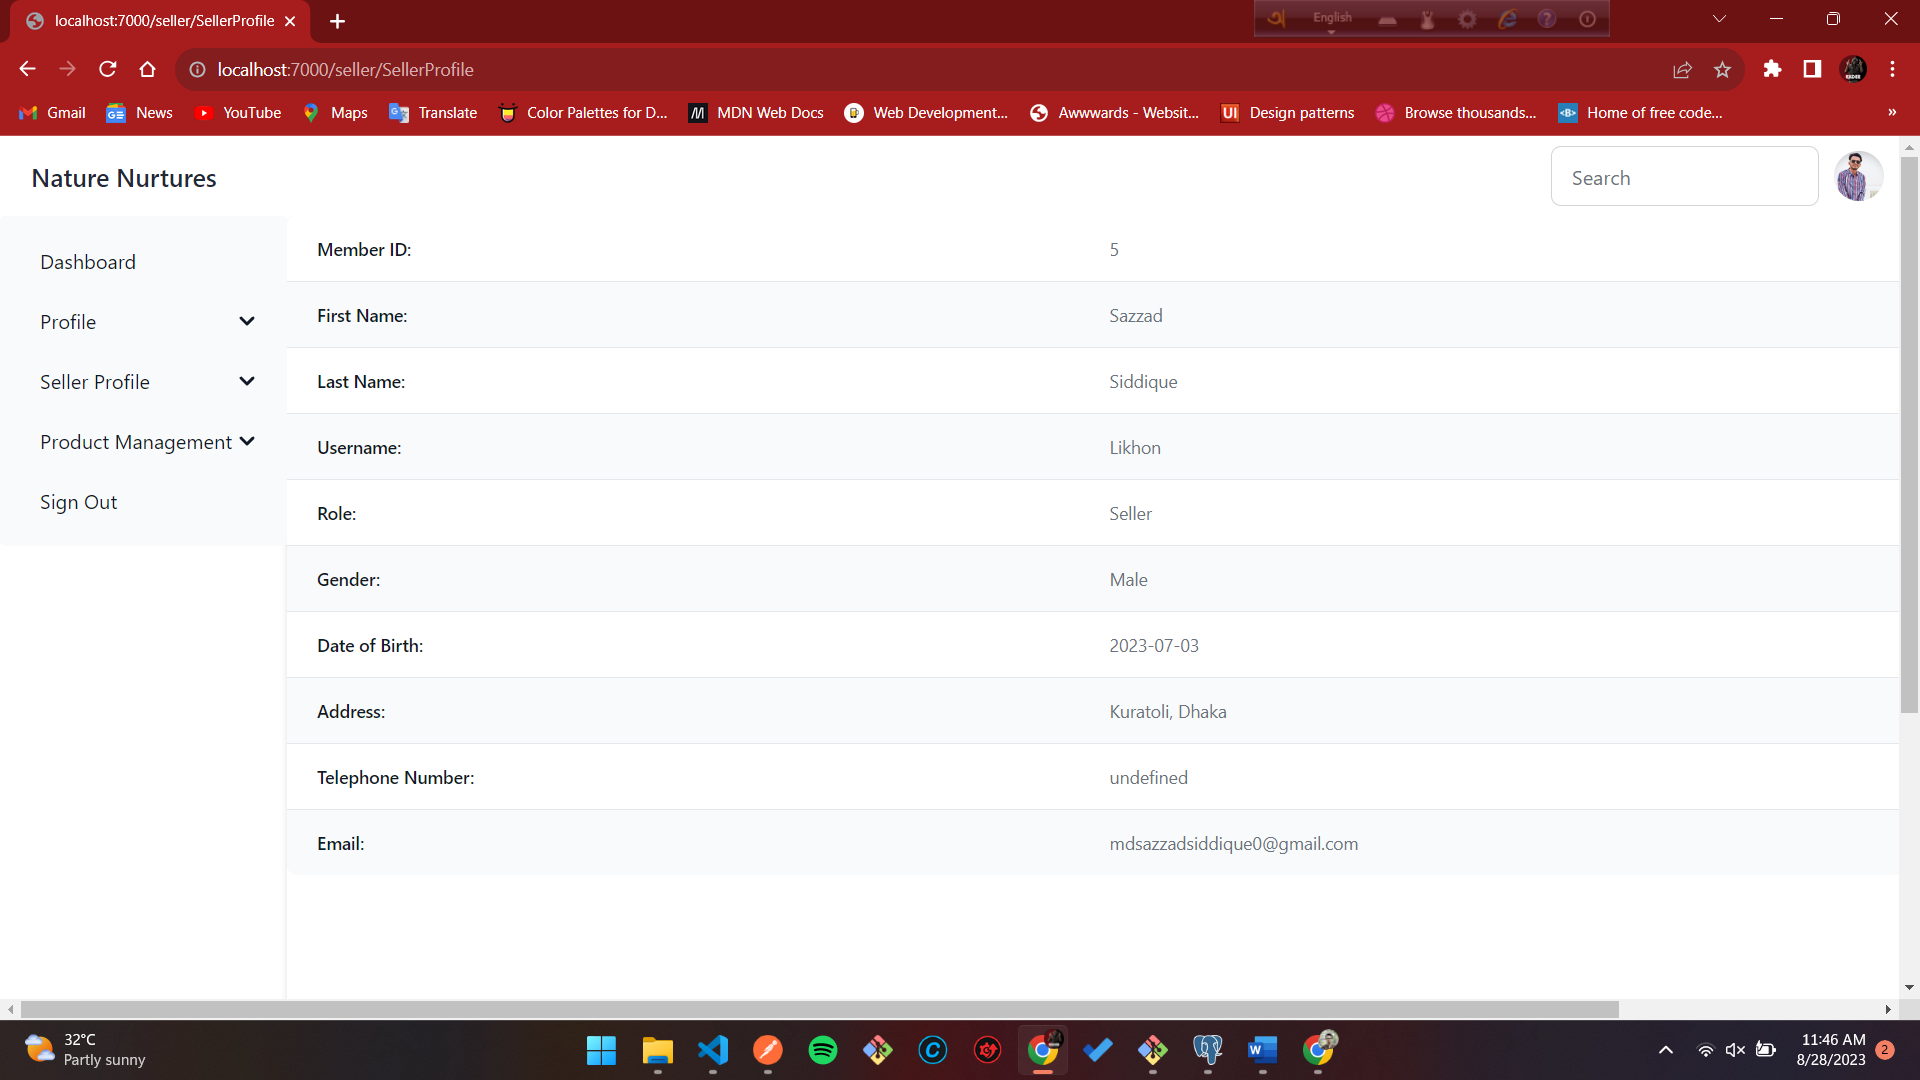 localhost:7000/seller/SellerProfile
English
localhost:7000/seller/SellerProfile
Gmail
News
YouTube
Maps
Translate
Color Palettes for D...
MDN Web Docs
Web Development...
Awwwards - Websit...
UI
Design patterns
Browse thousands...
Home of free code...
»
Nature Nurtures
Search
Dashboard
Profile
Seller Profile
Product Management
Sign Out
Member ID: 5
First Name: Sazzad
Last Name: Siddique
Username: Likhon
Role: Seller
Gender: Male
Date of Birth: 2023-07-03
Address: Kuratoli, Dhaka
Telephone Number: undefined
Email: mdsazzadsiddique0@gmail.com
32°C
Partly sunny
11:46 AM
8/28/2023
2